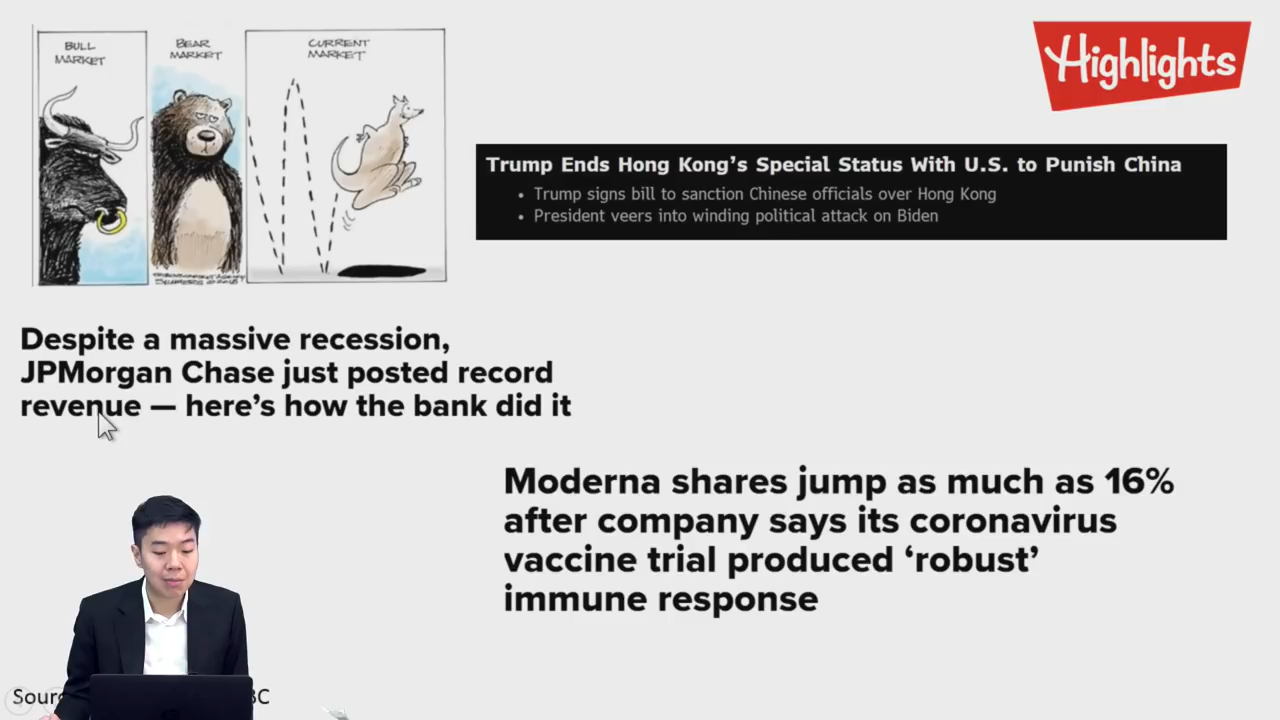 BULL
MARKET
BEAR
MARKET
CURRENT
MARKET
Highlights
Trump Ends Hong Kong’s Special Status With U.S. to Punish China
• Trump signs bill to sanction Chinese officials over Hong Kong
• President veers into winding political attack on Biden
Despite a massive recession,
JPMorgan Chase just posted record
revenue — here’s how the bank did it
Moderna shares jump as much as 16%
after company says its coronavirus
vaccine trial produced ‘robust’
immune response